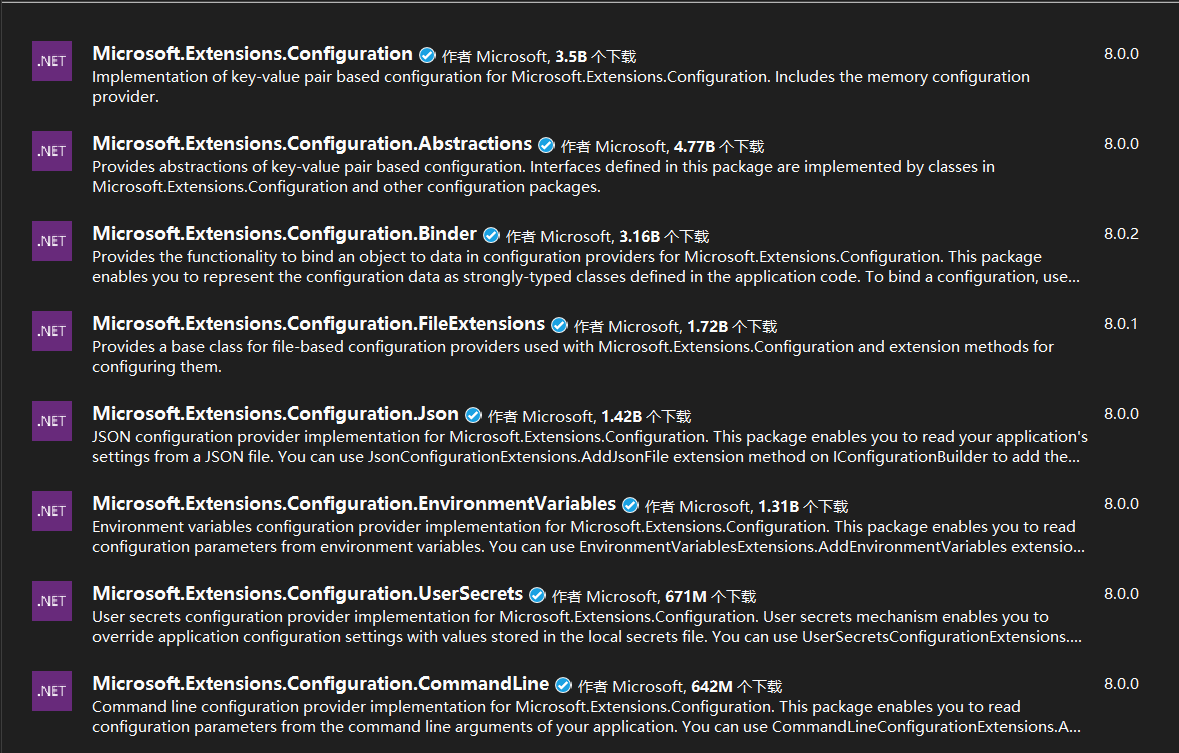 .NET Microsoft.Extensions.Configuration 作者 Microsoft, 3.5B 个下载 8.0.0
Implementation of key-value pair based configuration for Microsoft.Extensions.Configuration. Includes the memory configuration
provider.
.NET Microsoft.Extensions.Configuration.Abstractions 作者 Microsoft, 4.77B 个下载 8.0.0
Provides abstractions of key-value pair based configuration. Interfaces defined in this package are implemented by classes in
Microsoft.Extensions.Configuration and other configuration packages.
.NET Microsoft.Extensions.Configuration.Binder 作者 Microsoft, 3.16B 个下载 8.0.2
Provides the functionality to bind an object to data in configuration providers for Microsoft.Extensions.Configuration. This package
enables you to represent the configuration data as strongly-typed classes defined in the application code. To bind a configuration, use...
.NET Microsoft.Extensions.Configuration.FileExtensions 作者 Microsoft, 1.72B 个下载 8.0.1
Provides a base class for file-based configuration providers used with Microsoft.Extensions.Configuration and extension methods for
configuring them.
.NET Microsoft.Extensions.Configuration.Json 作者 Microsoft, 1.42B 个下载 8.0.0
JSON configuration provider implementation for Microsoft.Extensions.Configuration. This package enables you to read your application's
settings from a JSON file. You can use JsonConfigurationExtensions.AddJsonFile extension method on IConfigurationBuilder to add the...
.NET Microsoft.Extensions.Configuration.EnvironmentVariables 作者 Microsoft, 1.31B 个下载 8.0.0
Environment variables configuration provider implementation for Microsoft.Extensions.Configuration. This package enables you to read
configuration parameters from environment variables. You can use EnvironmentVariablesExtensions.AddEnvironmentVariables extensio...
.NET Microsoft.Extensions.Configuration.UserSecrets 作者 Microsoft, 671M 个下载 8.0.0
User secrets configuration provider implementation for Microsoft.Extensions.Configuration. User secrets mechanism enables you to
override application configuration settings with values stored in the local secrets file. You can use UserSecretsConfigurationExtensions....
.NET Microsoft.Extensions.Configuration.CommandLine 作者 Microsoft, 642M 个下载 8.0.0
Command line configuration provider implementation for Microsoft.Extensions.Configuration. This package enables you to read
configuration parameters from the command line arguments of your application. You can use CommandLineConfigurationExtensions.A...